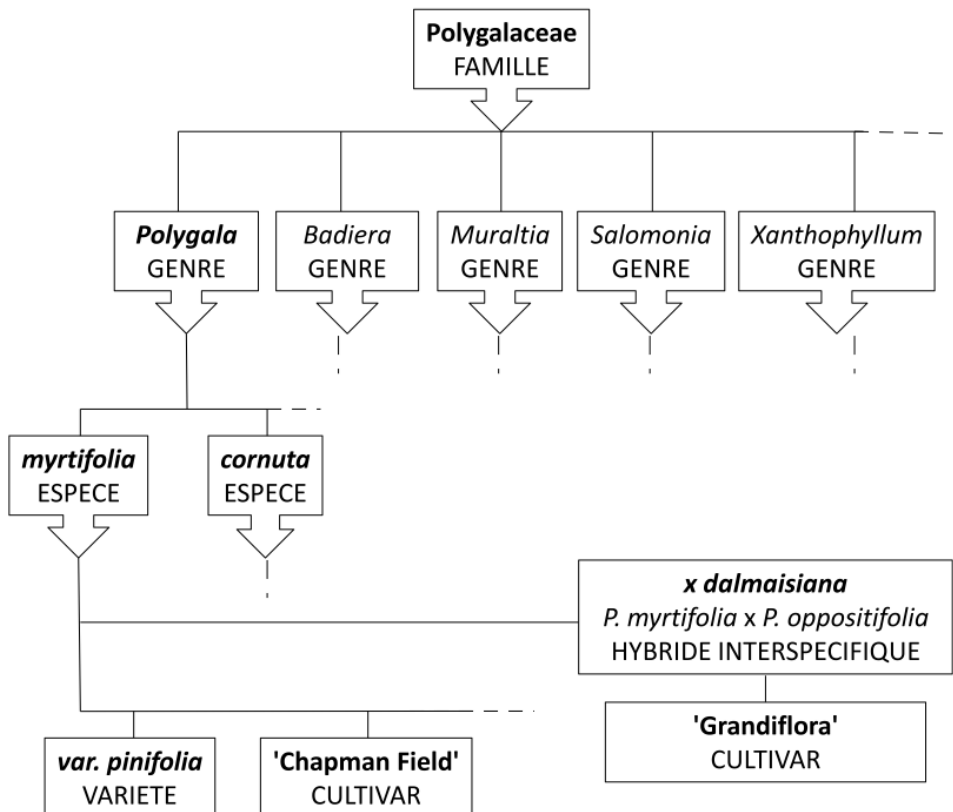 Polygalaceae
FAMILLE
Polygala
GENRE
Badiera
GENRE
Muraltia
GENRE
Salomonia
GENRE
Xanthophyllum
GENRE
myrtifolia
ESPECE
cornuta
ESPECE
x dalmaisiana
P. myrtifolia x P. oppositifolia
HYBRIDE INTERSPECIFIQUE
'Grandiflora'
CULTIVAR
var. pinifolia
VARIETE
'Chapman Field'
CULTIVAR